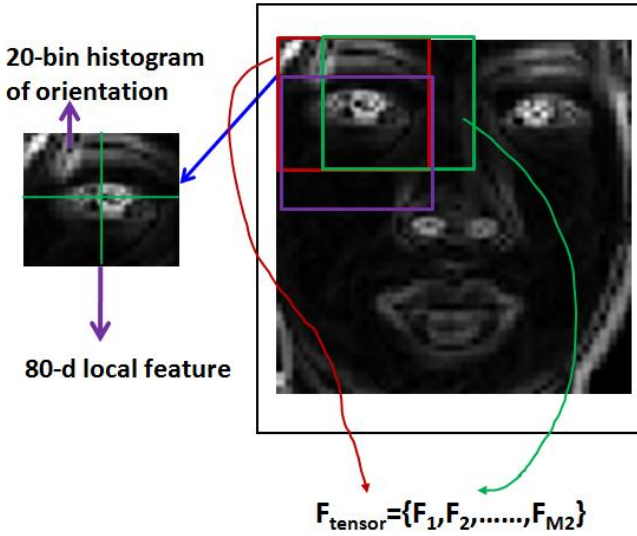 20-bin histogram
of orientation
80-d local feature
F_tensor={F_1,F_2,......,F_M2}